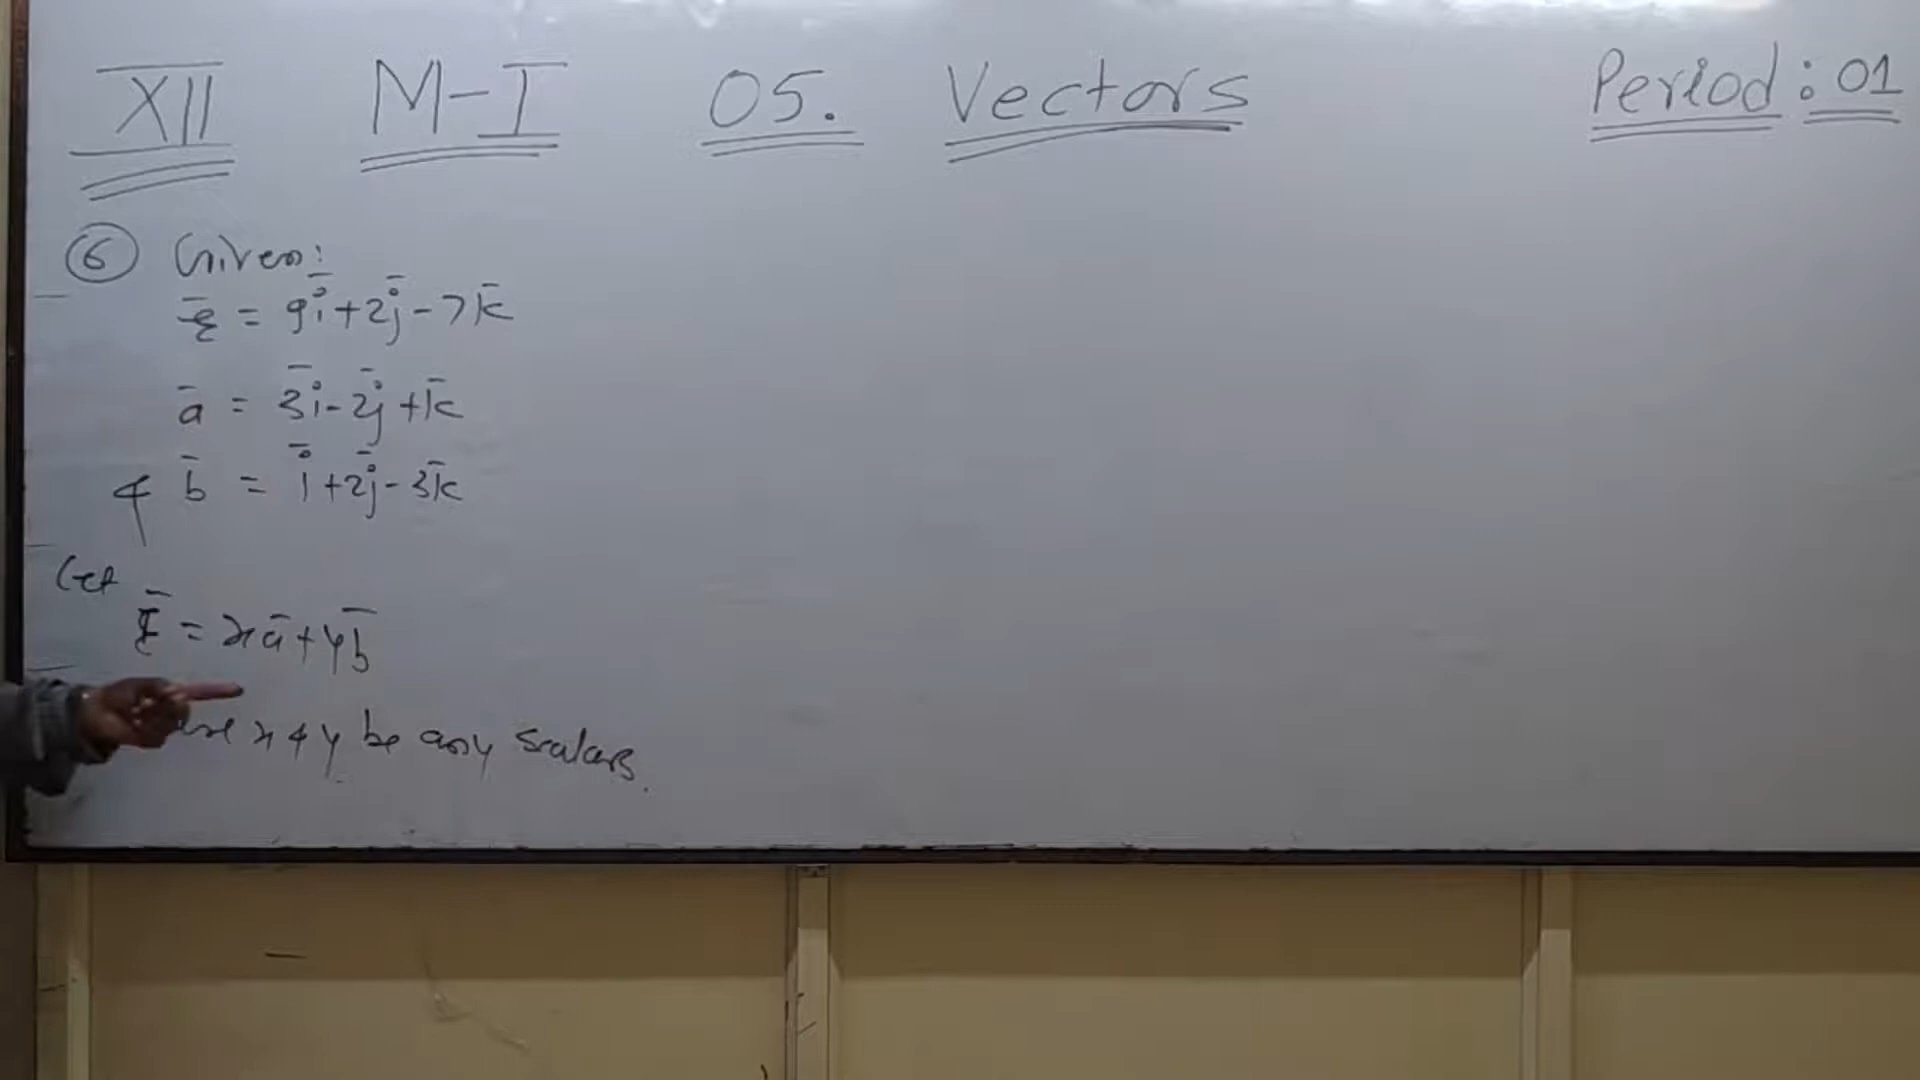 XII M-I 05. Vectors Period: 01
6 Given:
c̄ = 9ī+2j̄-7k̄
ā = 3ī-2j̄+k̄
& b̄ = ī+2j̄-3k̄
Let
c̄ = xā+yb̄
x & y be any scalars.